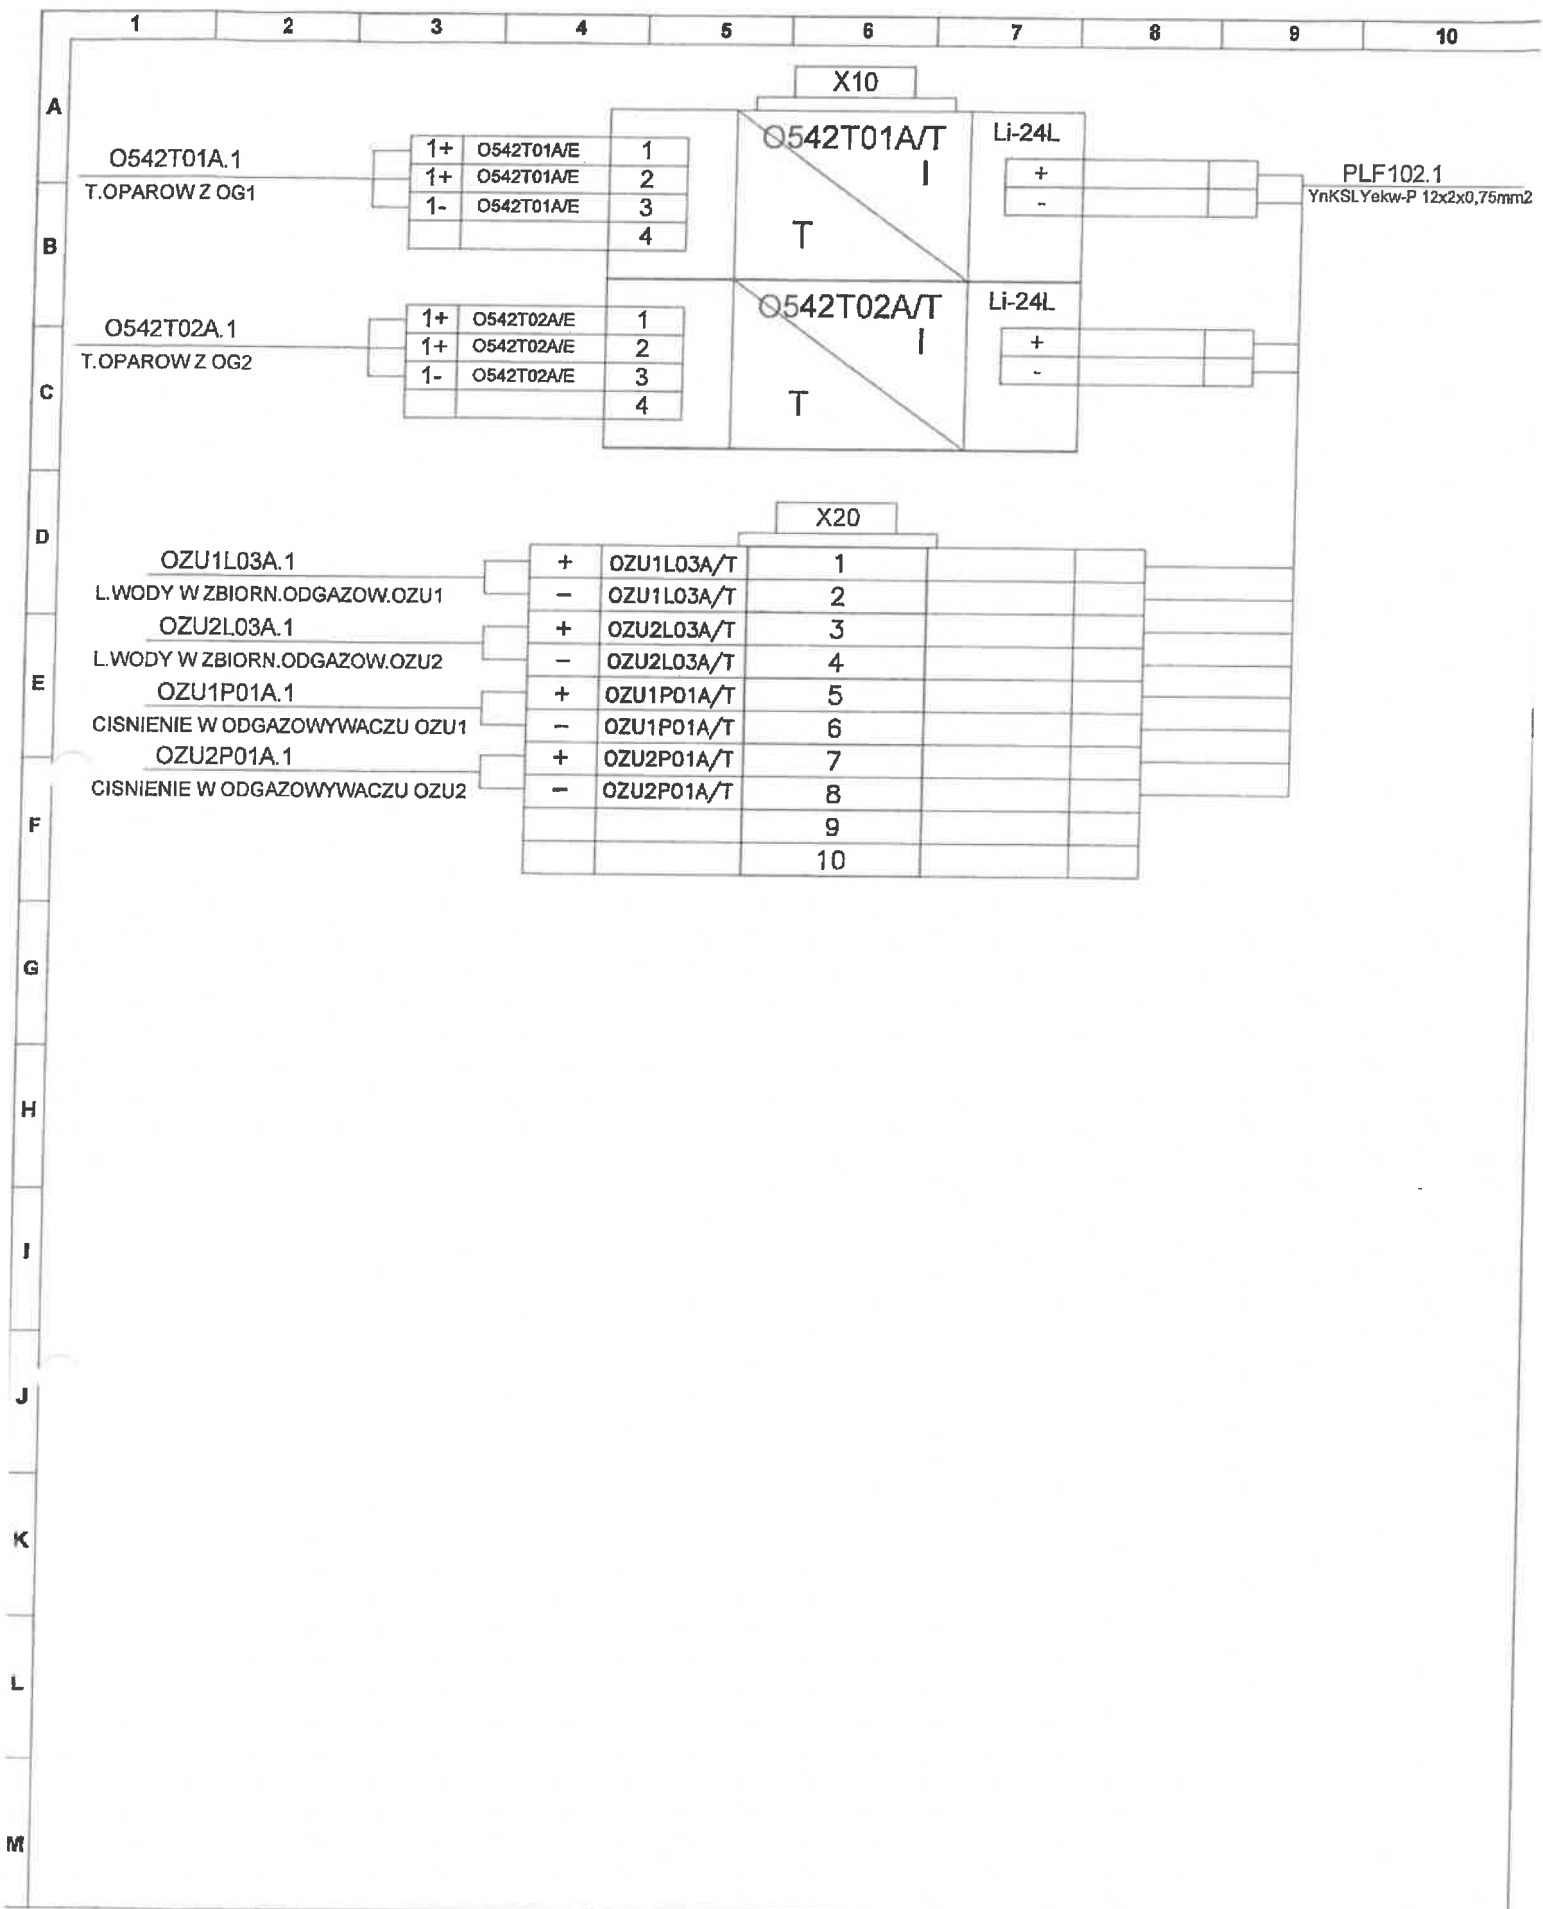 1 2 3 4 5 6 7 8 9 10
A
X10
O542T01A.1
T.OPAROW Z OG1
1+ O542T01A/E 1
1+ O542T01A/E 2
1- O542T01A/E 3
4
O542T01A/T
I
T
Li-24L
+
-
PLF102.1
YnKSLYekw-P 12x2x0,75mm2
B
O542T02A.1
T.OPAROW Z OG2
1+ O542T02A/E 1
1+ O542T02A/E 2
1- O542T02A/E 3
4
O542T02A/T
I
T
Li-24L
+
-
C
D
X20
OZU1L03A.1
L.WODY W ZBIORN.ODGAZOW.OZU1
+ OZU1L03A/T 1
− OZU1L03A/T 2
OZU2L03A.1
L.WODY W ZBIORN.ODGAZOW.OZU2
+ OZU2L03A/T 3
− OZU2L03A/T 4
E
OZU1P01A.1
CISNIENIE W ODGAZOWYWACZU OZU1
+ OZU1P01A/T 5
− OZU1P01A/T 6
OZU2P01A.1
CISNIENIE W ODGAZOWYWACZU OZU2
+ OZU2P01A/T 7
− OZU2P01A/T 8
F
9
10
G
H
I
J
K
L
M